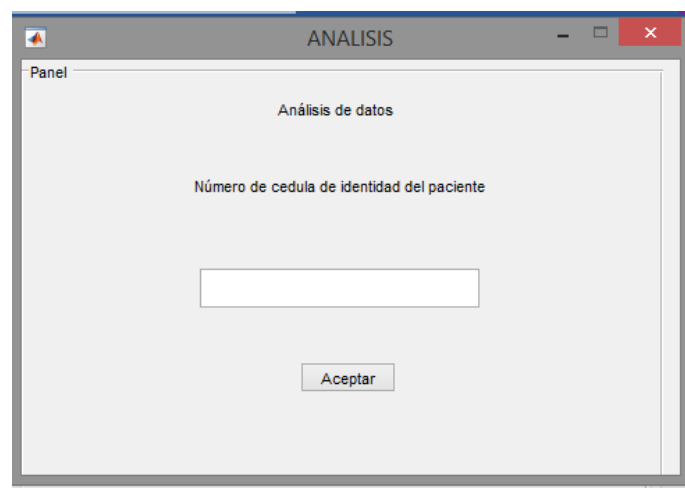 ANALISIS
Panel
Análisis de datos
Número de cedula de identidad del paciente
Aceptar